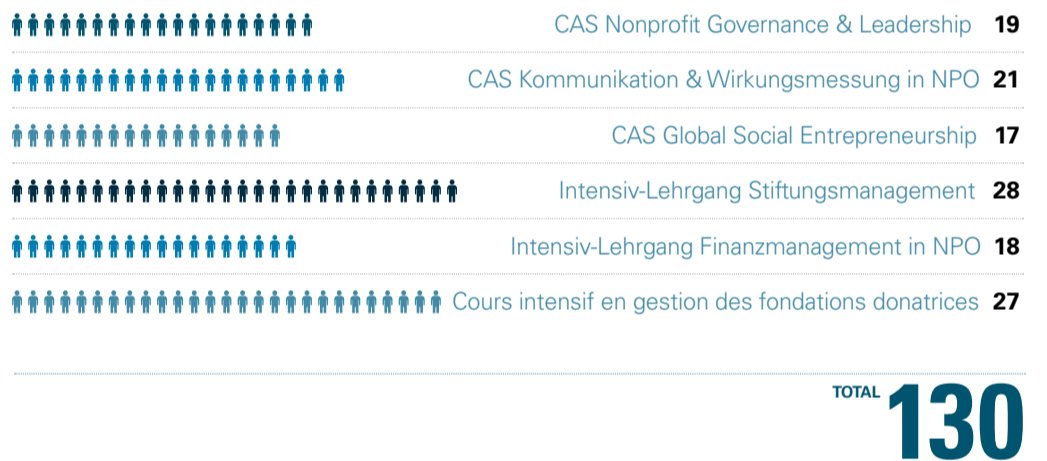 CAS Nonprofit Governance & Leadership 19
CAS Kommunikation & Wirkungsmessung in NPO 21
CAS Global Social Entrepreneurship 17
Intensiv-Lehrgang Stiftungsmanagement 28
Intensiv-Lehrgang Finanzmanagement in NPO 18
Cours intensif en gestion des fondations donatrices 27
TOTAL 130